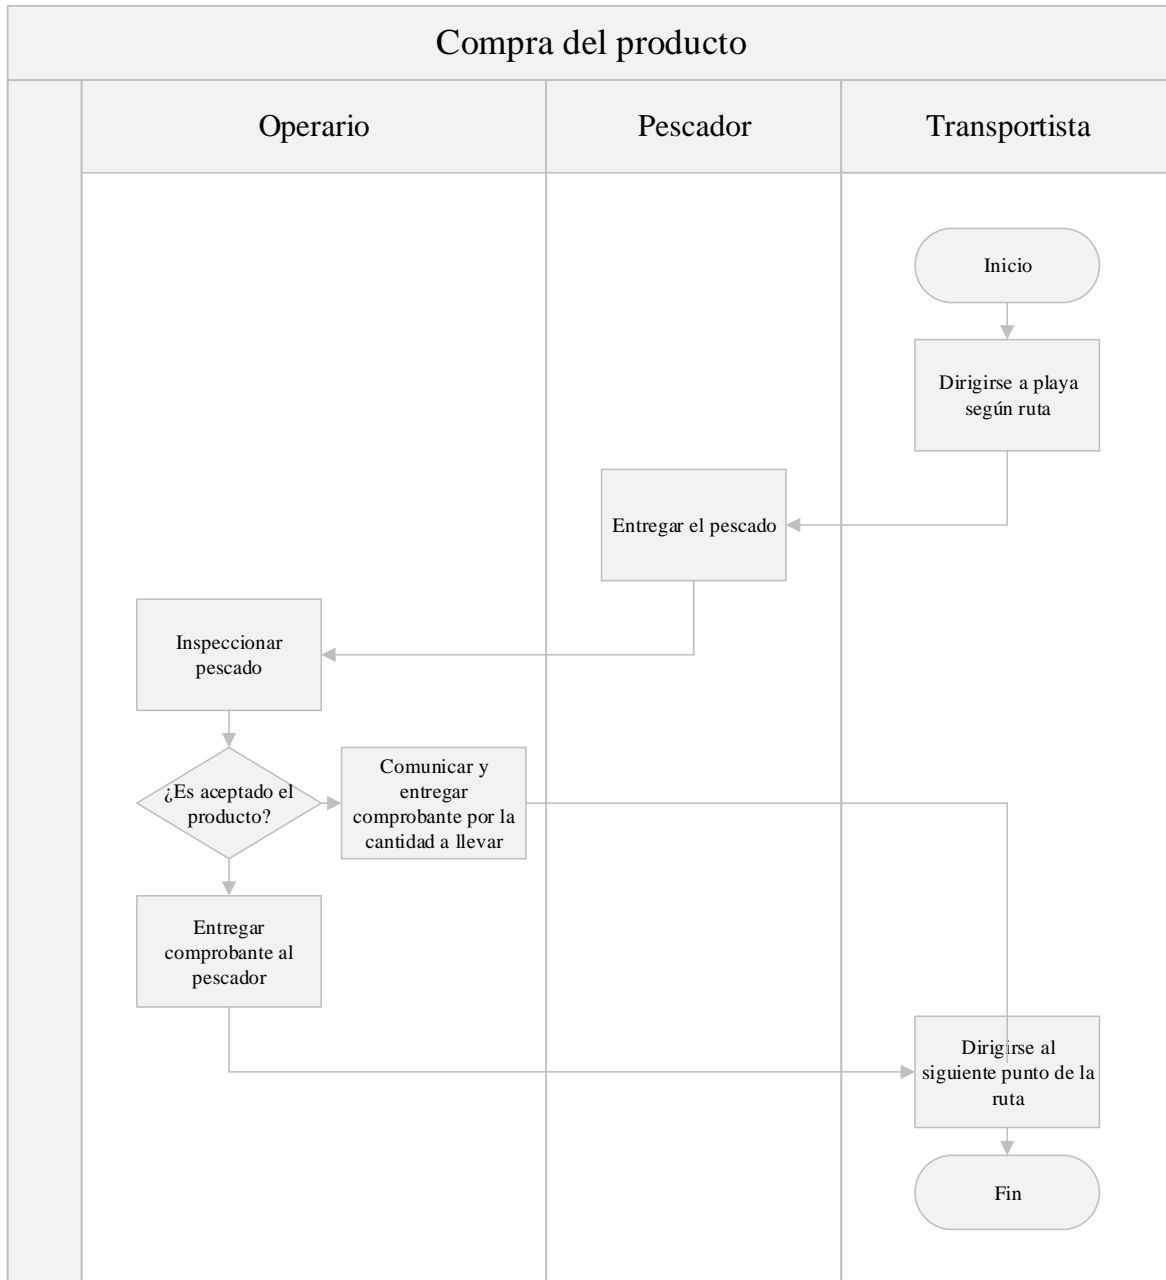 Compra del producto
Operario
Pescador
Transportista
Inicio
Dirigirse a playa
según ruta
Entregar el pescado
Inspeccionar
pescado
¿Es aceptado el
producto?
Comunicar y
entregar
comprobante por la
cantidad a llevar
Entregar
comprobante al
pescador
Dirigirse al
siguiente punto de la
ruta
Fin